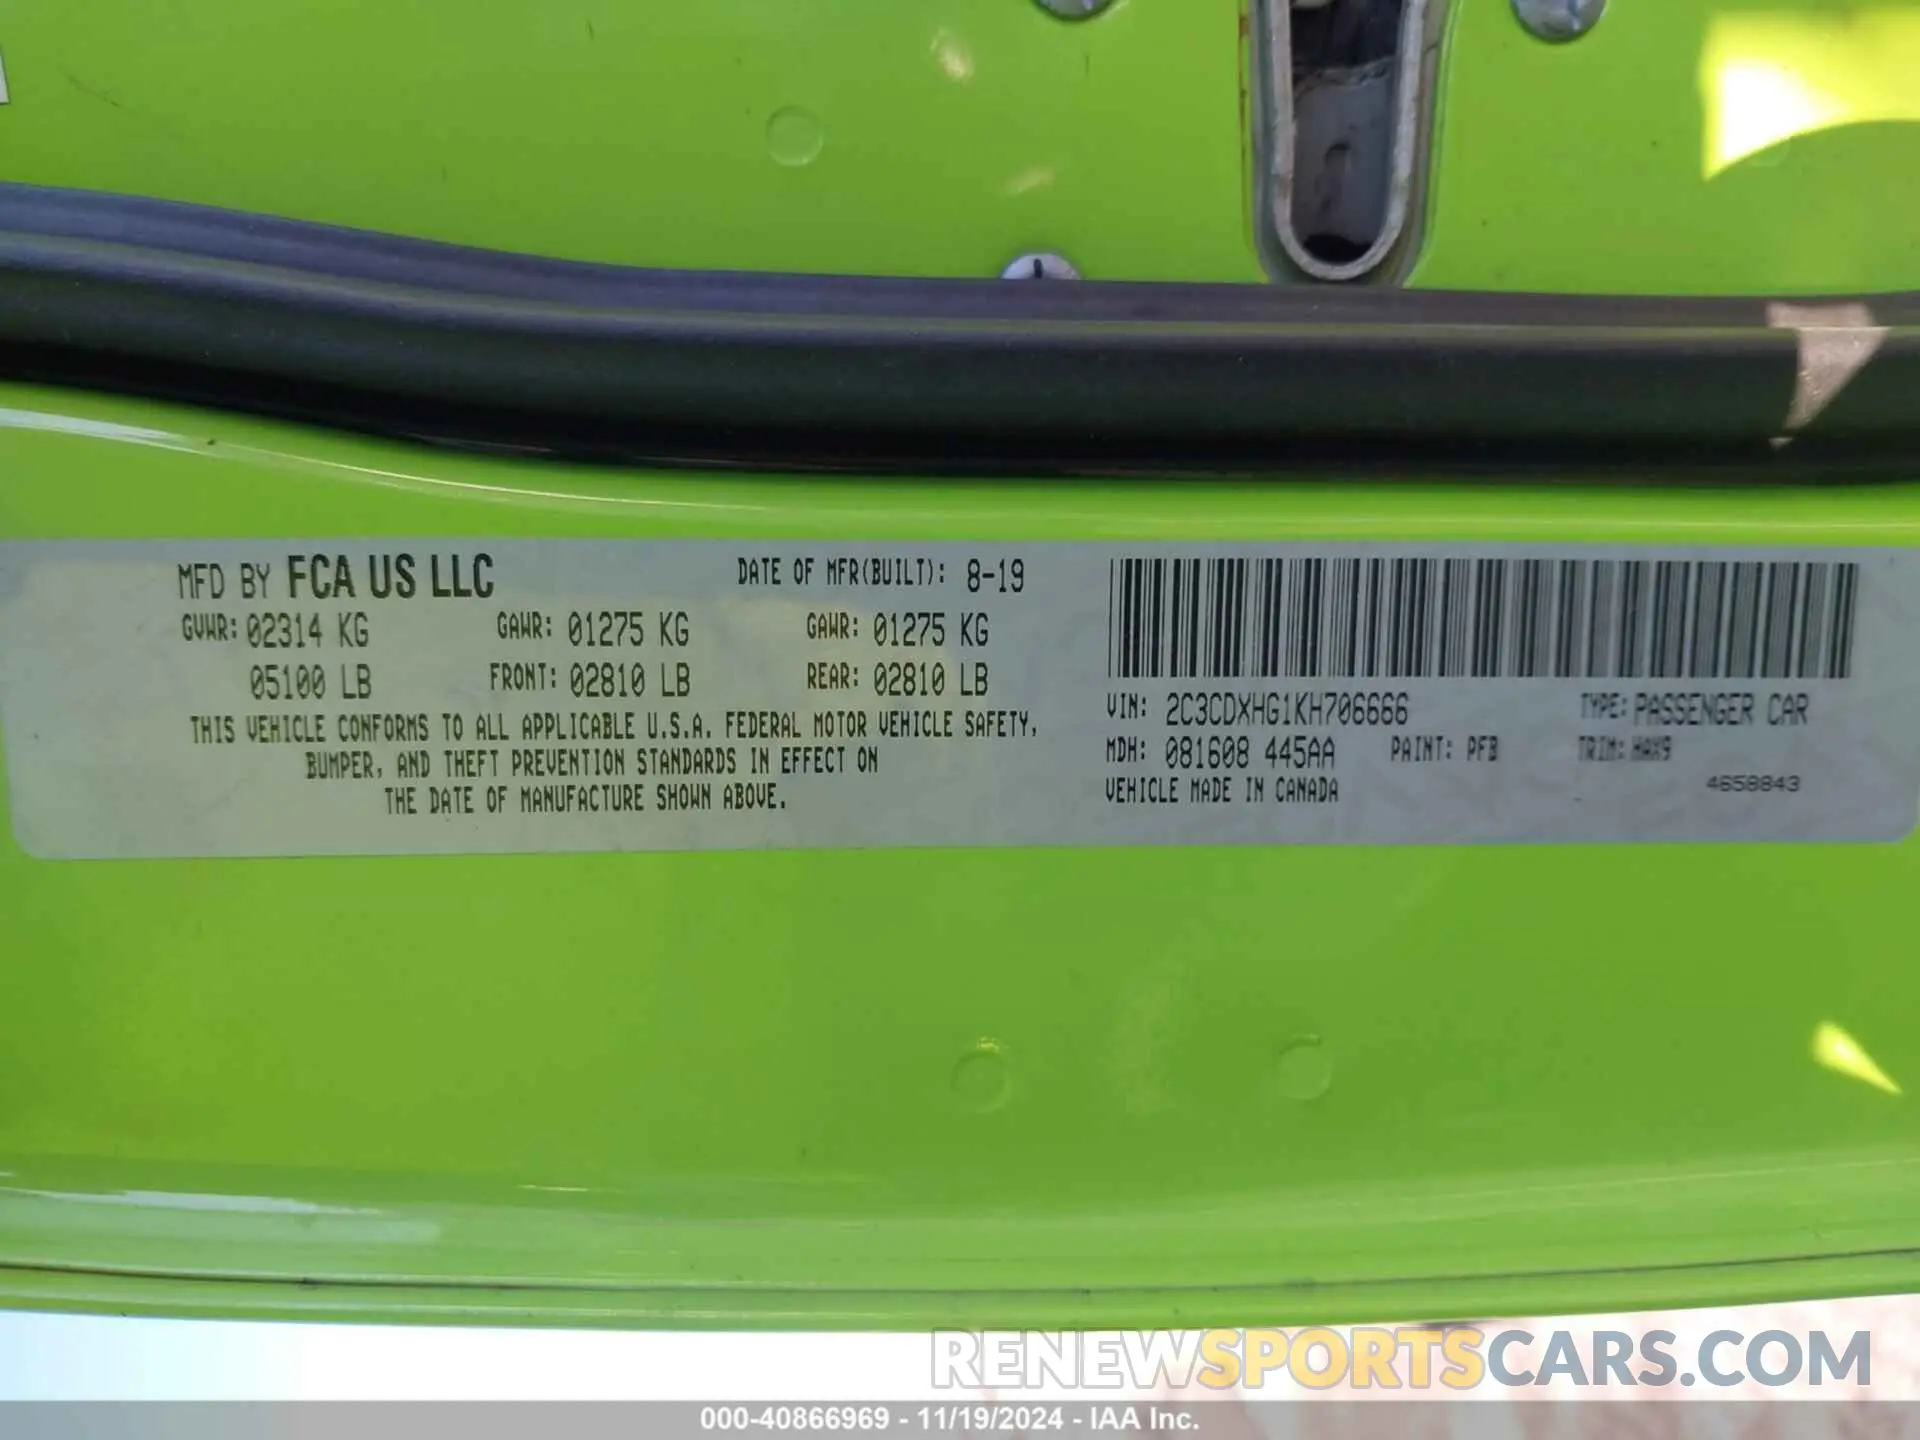 MFD BY FCA US LLC DATE OF MFR(BUILT): 8-19
GVWR: 02314 KG GAWR: 01275 KG GAWR: 01275 KG
05100 LB FRONT: 02810 LB REAR: 02810 LB
THIS VEHICLE CONFORMS TO ALL APPLICABLE U.S.A. FEDERAL MOTOR VEHICLE SAFETY,
BUMPER, AND THEFT PREVENTION STANDARDS IN EFFECT ON
THE DATE OF MANUFACTURE SHOWN ABOVE.
VIN: 2C3CDXHG1KH706666 TYPE: PASSENGER CAR
MDH: 081608 445AA PAINT: PFB TRIM: HAX9
VEHICLE MADE IN CANADA 4658843
RENEWSPORTSCARS.COM
000-40866969 - 11/19/2024 - IAA Inc.